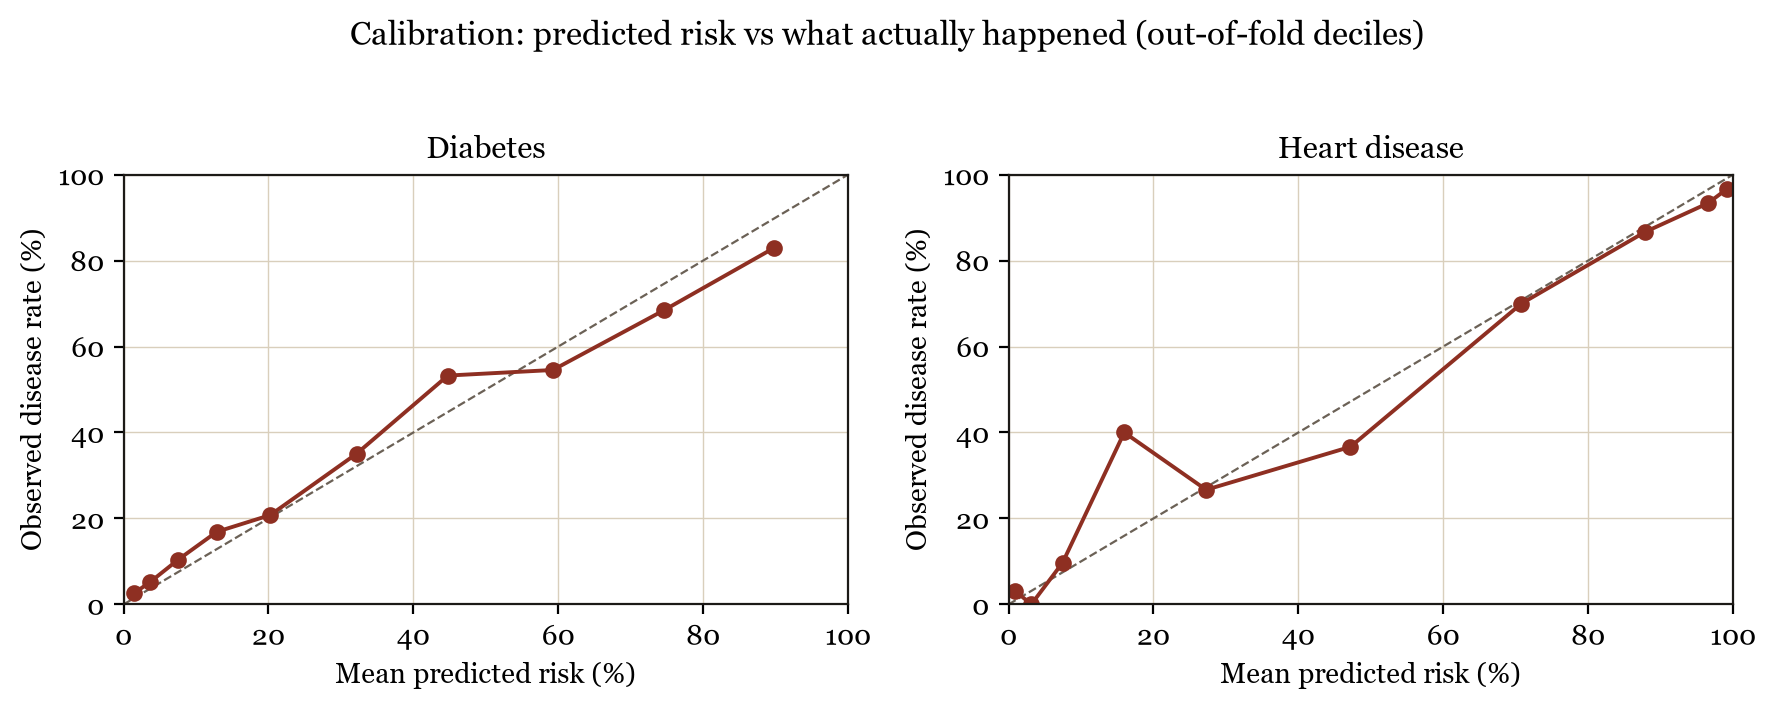 Calibration: predicted risk vs what actually happened (out-of-fold deciles)
Diabetes
Observed disease rate (%)
100
80
60
40
20
0
0 20 40 60 80 100
Mean predicted risk (%)
Heart disease
Observed disease rate (%)
100
80
60
40
20
0
0 20 40 60 80 100
Mean predicted risk (%)